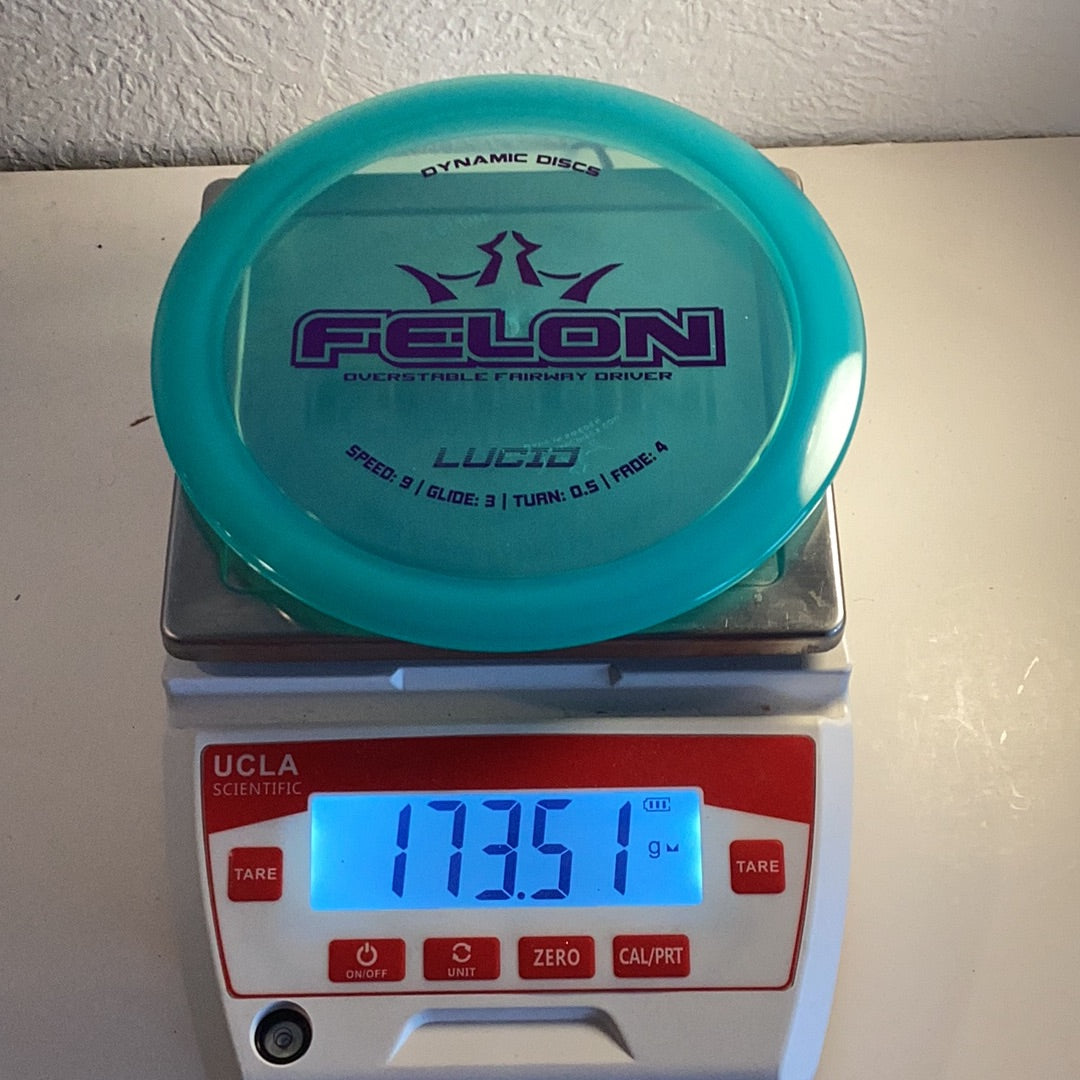 DYNAMIC DISCS
FELON
OVERSTABLE FAIRWAY DRIVER
LUCID
SPEED: 9 | GLIDE: 3 | TURN: 0.5 | FADE: 4
UCLA
SCIENTIFIC
173.51
g
TARE
TARE
ON/OFF
UNIT
ZERO
CAL/PRT